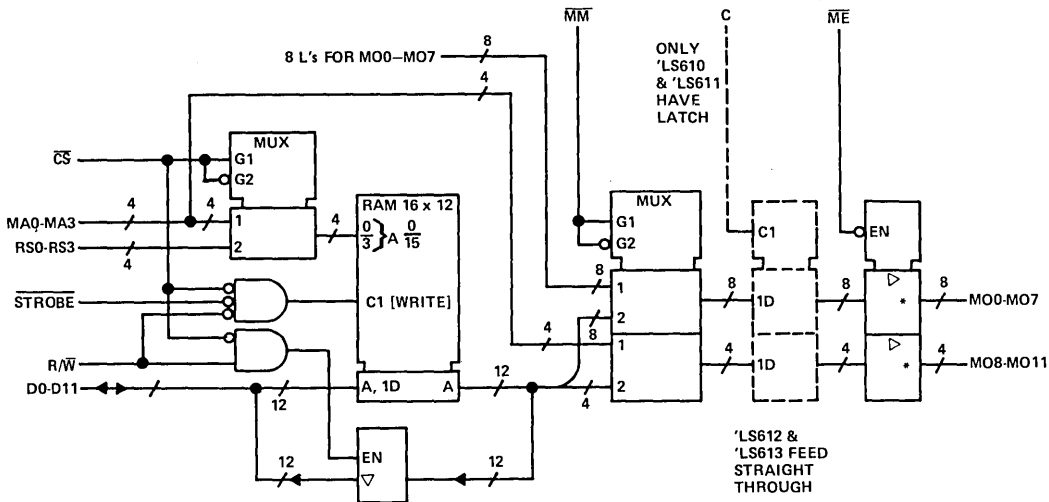 MM
C
ME
8 L's FOR MO0–MO7
8
4
ONLY
'LS610
& 'LS611
HAVE
LATCH
MUX
CS
G1
G2
RAM 16 x 12
MUX
MA0-MA3
4
4
1
4
0
3
} A
0
15
G1
G2
C1
EN
RS0-RS3
4
2
8
1
8
1D
8
8
MO0-MO7
*
STROBE
C1 [WRITE]
2
8
4
1
4
1D
4
4
MO8-MO11
*
R/W
D0-D11
12
A, 1D
A
12
4
2
EN
12
12
'LS612 &
'LS613 FEED
STRAIGHT
THROUGH